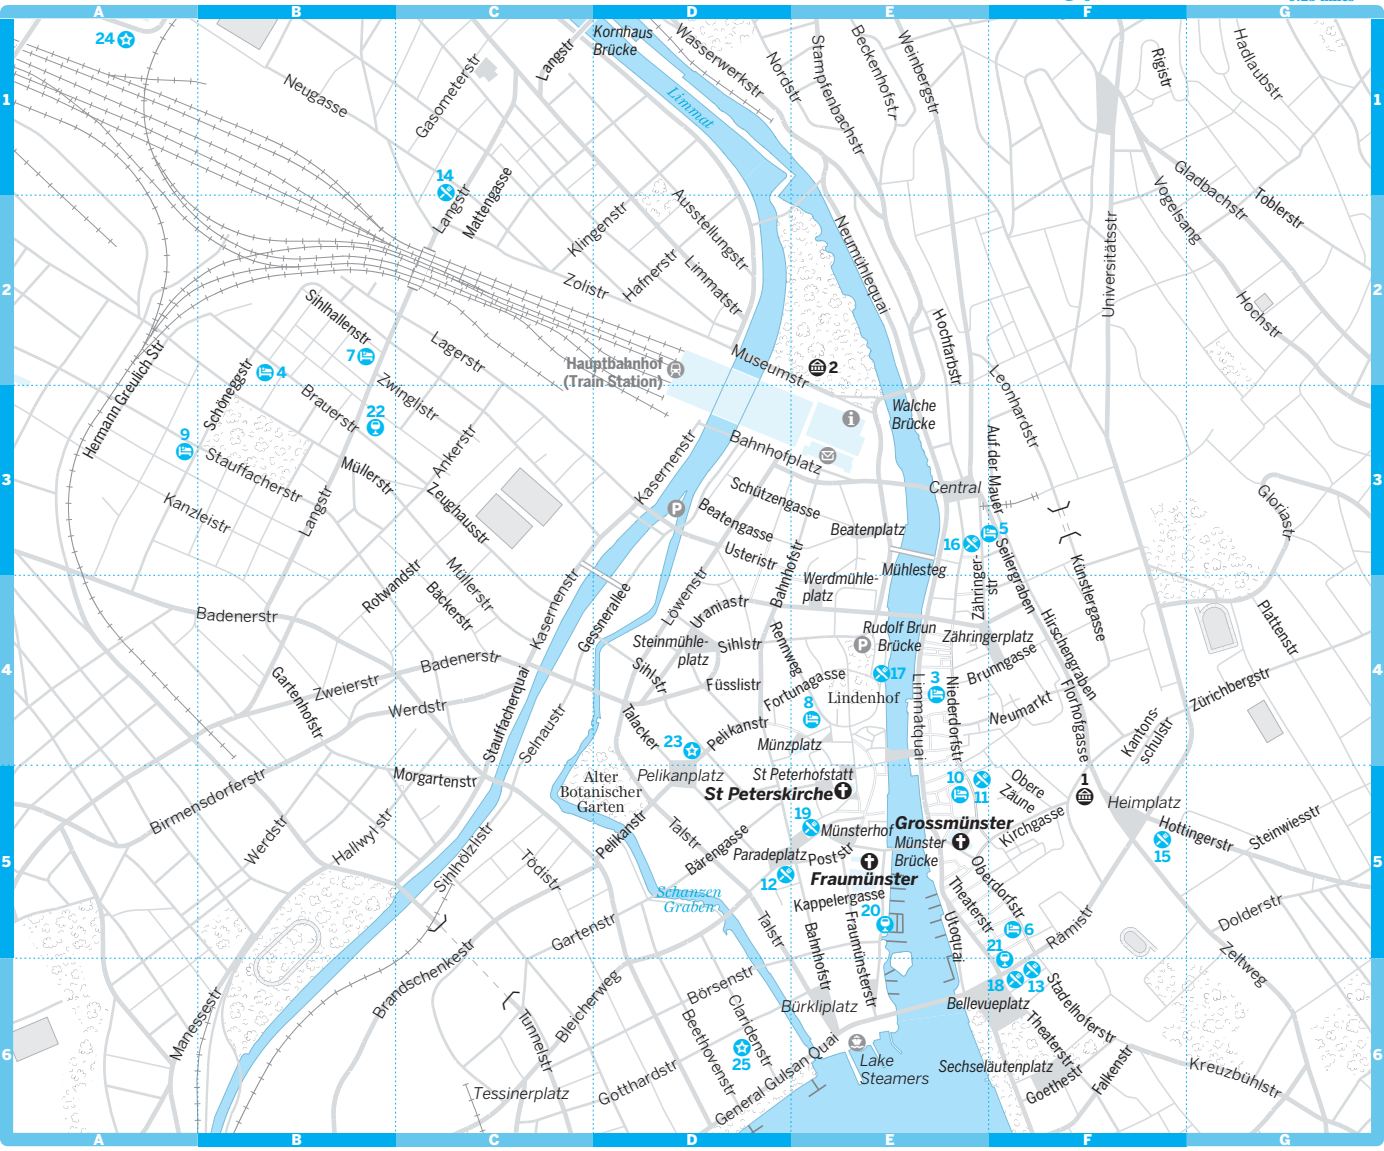 A
B
C
D
E
F
G
24
Kornhaus
Brücke
Langstr
Wasserwerkstr
Nordstr
Stampfenbachstr
Beckenhofstr
Weinbergstr
Rigistr
Hadlaubstr
Neugasse
Gasometerstr
Limmat
1
1
14
Langstr
Mattengasse
Klingenstr
Ausstellungstr
Neumühlequai
Gladbachstr
Vogelsang
Toblerstr
Universitätsstr
Zolistr
Hafnerstr
Limmatstr
2
2
Sihlhallenstr
Hochstr
Hochfarbstr
Lagerstr
7
4
Hauptbahnhof
(Train Station)
Museumstr
2
Leonhardstr
Hermann Greulich Str
Schöneggstr
Brauerstr
Zwinglistr
22
Walche
Brücke
9
Stauffacherstr
Müllerstr
Ankerstr
Kasernenstr
Bahnhofplatz
Auf der Mauer
3
3
Kanzleistr
Langstr
Zeughausstr
P
Schützengasse
Beatengasse
Central
Beatenplatz
Gloriastr
16
5
Usteristr
Bahnhofstr
Mühlesteg
Zähringer-
str
Seilergraben
Künstlergasse
Rotwandstr
Müllerstr
Bäckerstr
Kasernenstr
Gessnerallee
Löwenstr
Werdmühle-
platz
Badenerstr
Uraniastr
Rudolf Brun
Brücke
Zähringerplatz
Hirschengraben
Plattenstr
Steinmühle-
platz
Sihlstr
Rennweg
P
Badenerstr
Brunngasse
4
4
Gartenhofstr
Zweierstr
Sihlstr
Füsslistr
Fortunagasse
17
Lindenhof
3
Limmatquai
Niederdorfstr
Florhofgasse
Zürichbergstr
Werdstr
Stauffacherquai
Selnaustr
Talacker
8
Neumarkt
Kantons-
schulstr
23
Pelikanstr
Münzplatz
Morgartenstr
Alter
Botanischer
Garten
Pelikanplatz
St Peterhofstatt
St Peterskirche
10
11
Obere
Zäune
1
Heimplatz
Birmensdorferstr
Werdstr
Hallwylstr
Sihlhölzlistr
Pelikanstr
Talstr
Bärengasse
19
Münsterhof
Grossmünster
Kirchgasse
Hottingerstr
Steinwiesstr
5
5
Tödistr
Paradeplatz
Poststr
Münster
Brücke
15
12
Fraumünster
Oberdorfstr
Schanzen
Graben
Kappelergasse
Theaterstr
20
Utoquai
6
Rämistr
Dolderstr
Gartenstr
Talstr
Bahnhofstr
Fraumünsterstr
21
Zeltweg
Brandschenkestr
Börsenstr
18
13
Manessestr
Bleicherweg
Claridenstr
Bürkliplatz
Bellevueplatz
Stadelhoferstr
Tunnelstr
Beethovenstr
Theaterstr
6
6
25
General Guisan Quai
Lake
Steamers
Sechseläutenplatz
Falkenstr
Goethestr
Kreuzbühlstr
Tessinerplatz
Gotthardstr
A
B
C
D
E
F
G